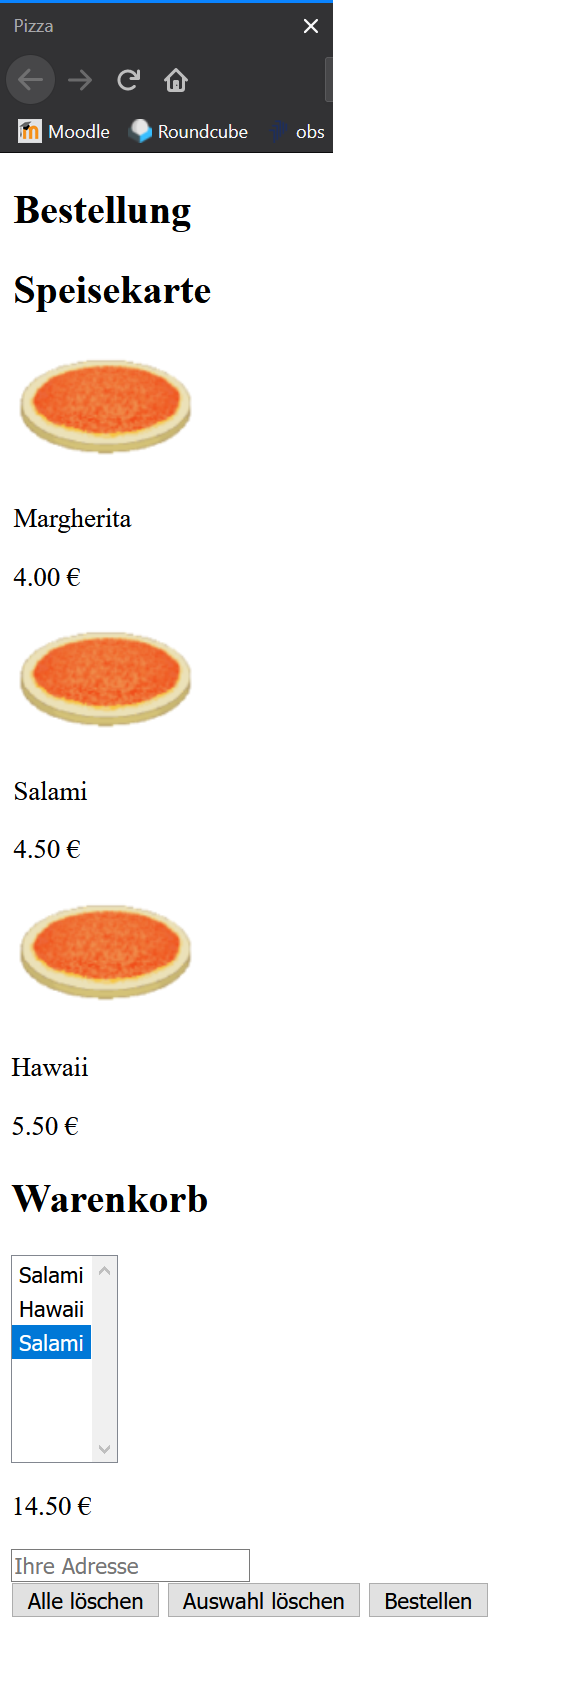 Pizza
Moodle Roundcube obs
Bestellung
Speisekarte
Margherita
4.00 €
Salami
4.50 €
Hawaii
5.50 €
Warenkorb
Salami
Hawaii
Salami
14.50 €
Ihre Adresse
Alle löschen Auswahl löschen Bestellen